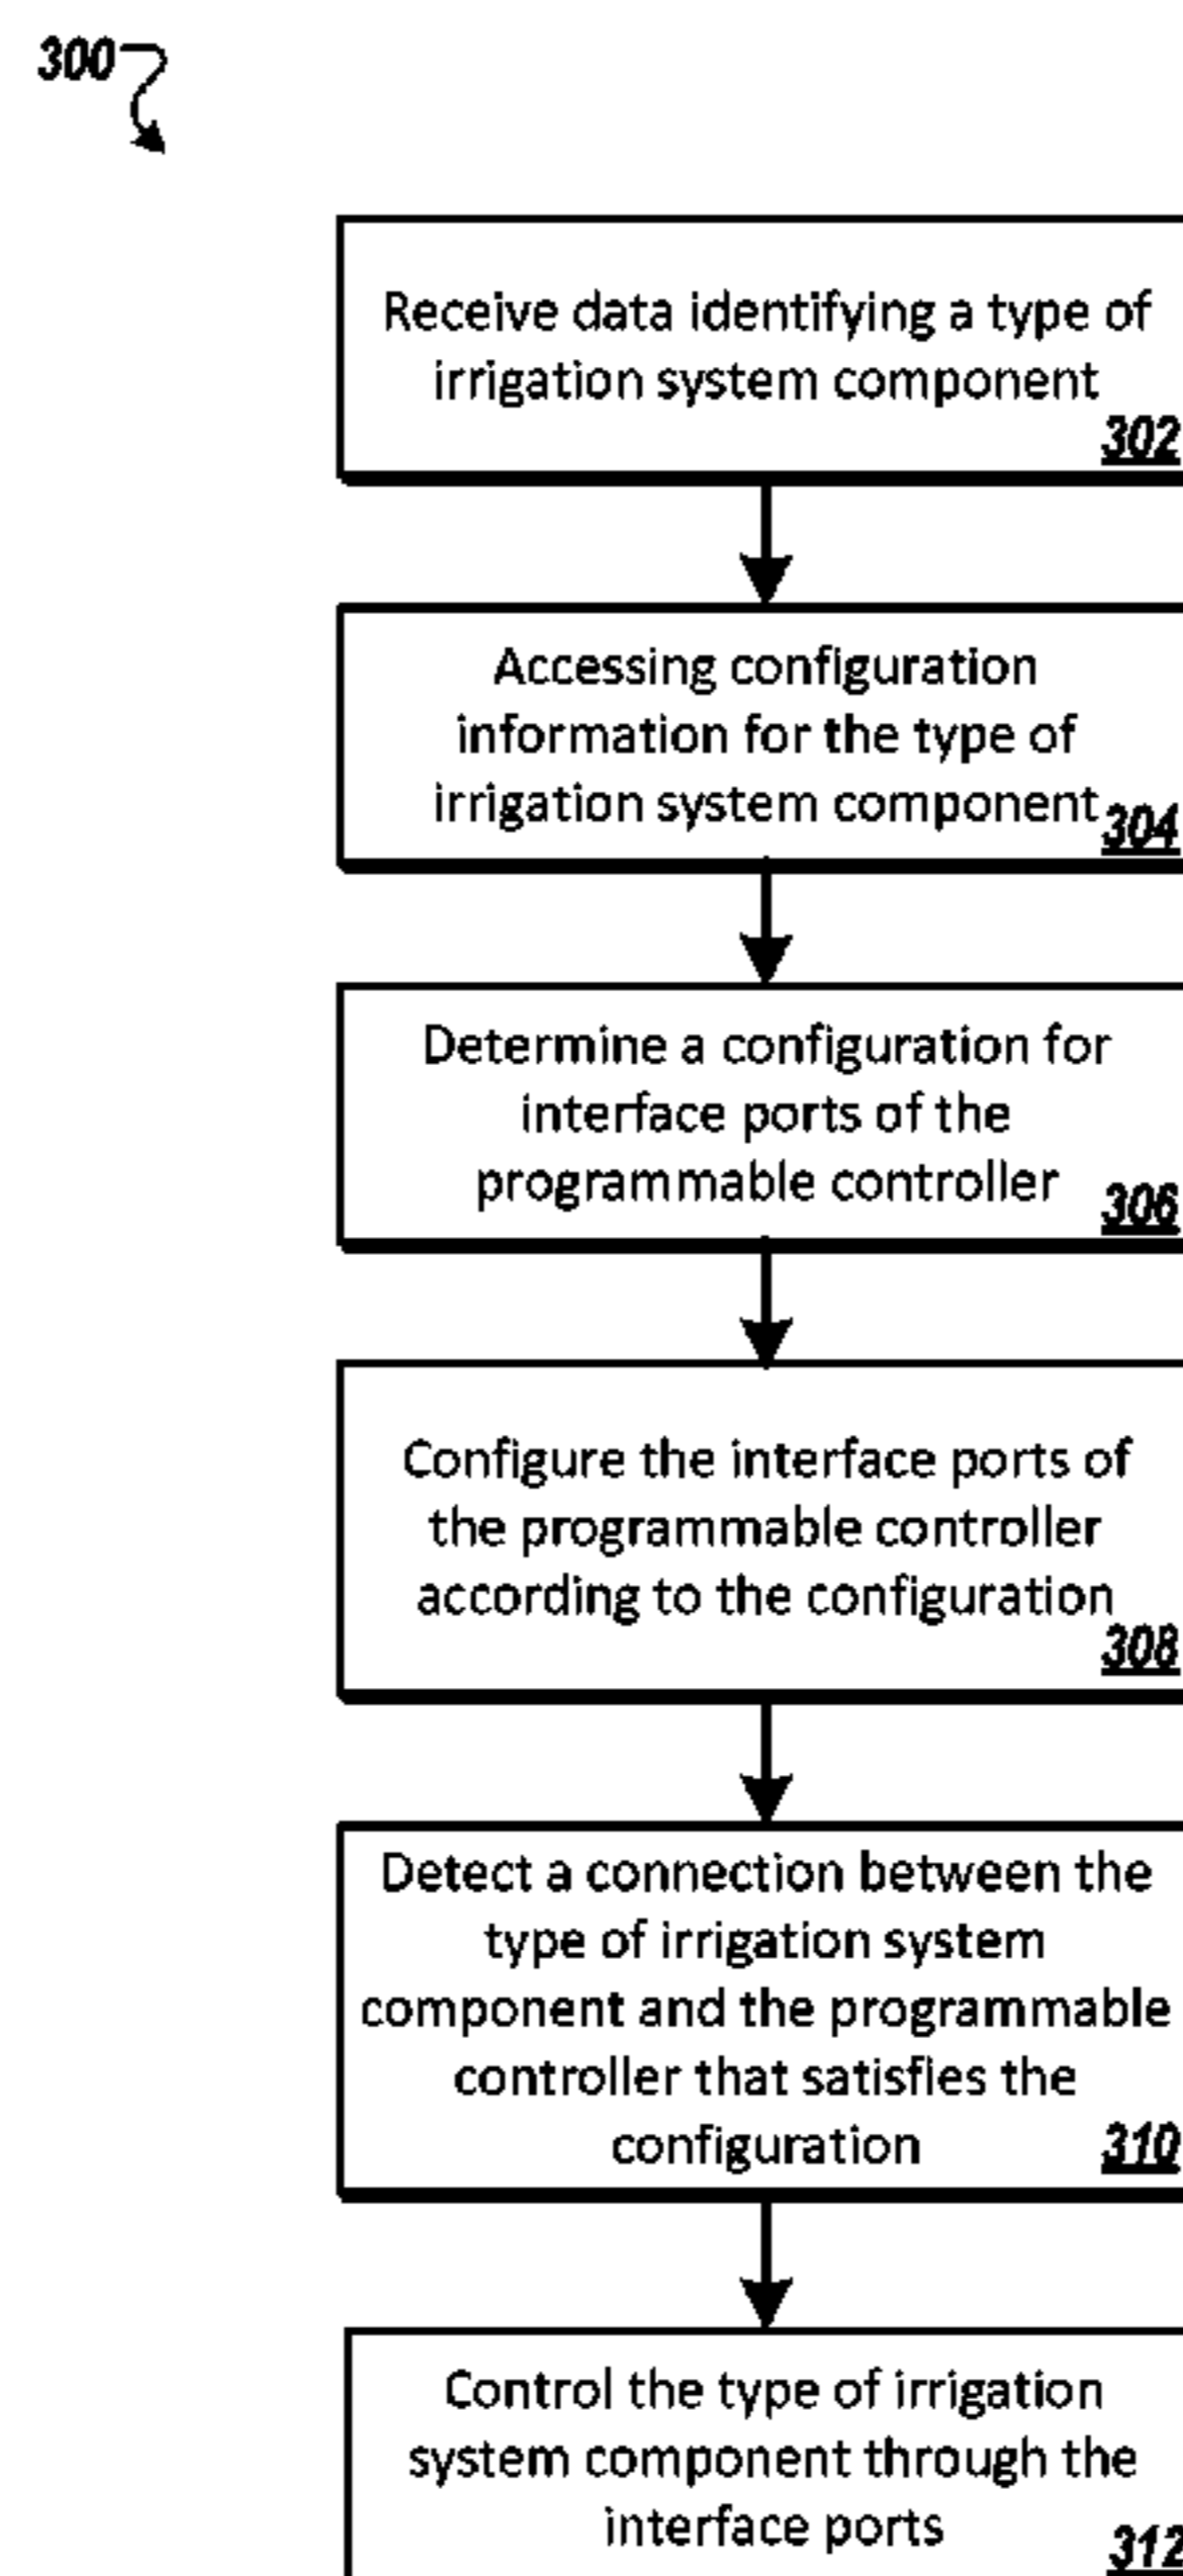 300
Receive data identifying a type of
irrigation system component
302
Accessing configuration
information for the type of
irrigation system component
304
Determine a configuration for
interface ports of the
programmable controller
306
Configure the interface ports of
the programmable controller
according to the configuration
308
Detect a connection between the
type of irrigation system
component and the programmable
controller that satisfies the
configuration
310
Control the type of irrigation
system component through the
interface ports
312